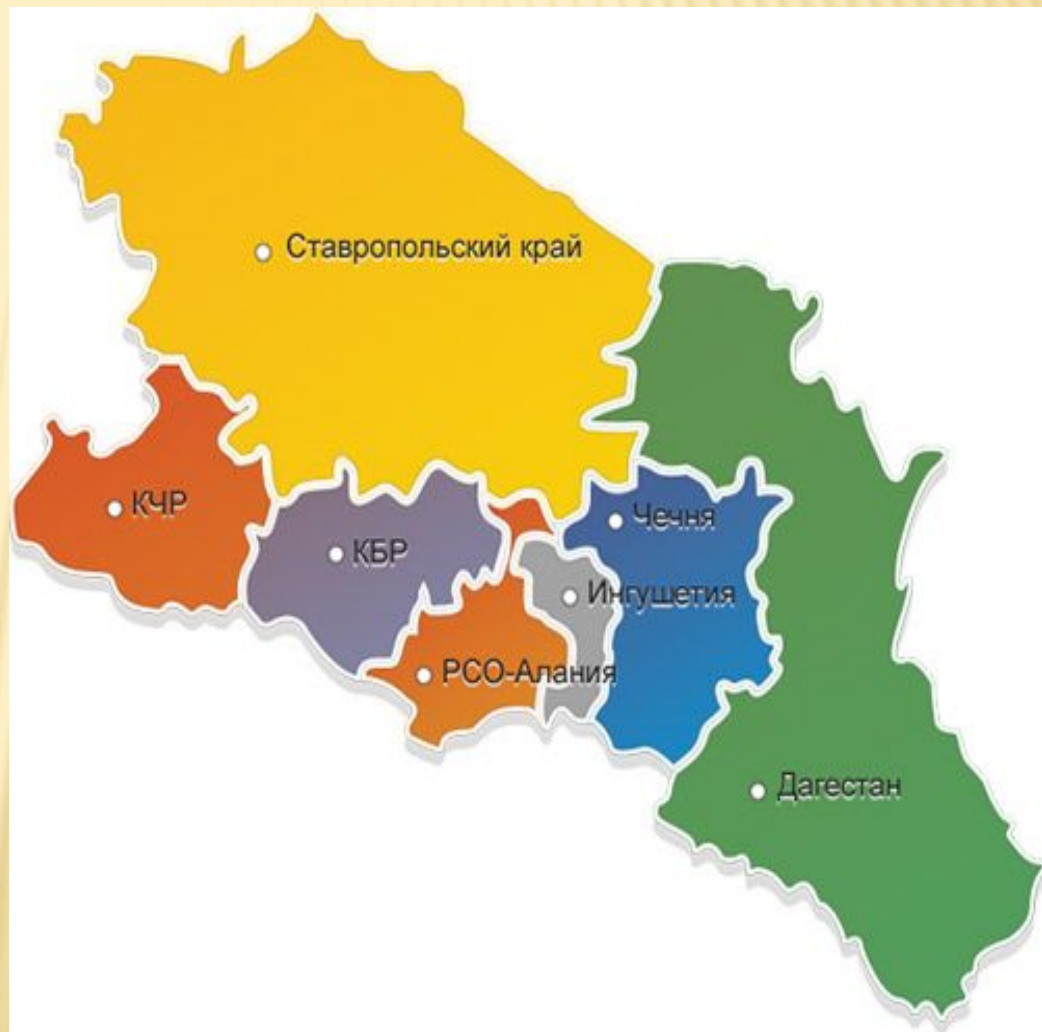 Ставропольский край
КЧР
Чечня
КБР
Ингушетия
РСО-Алания
Дагестан